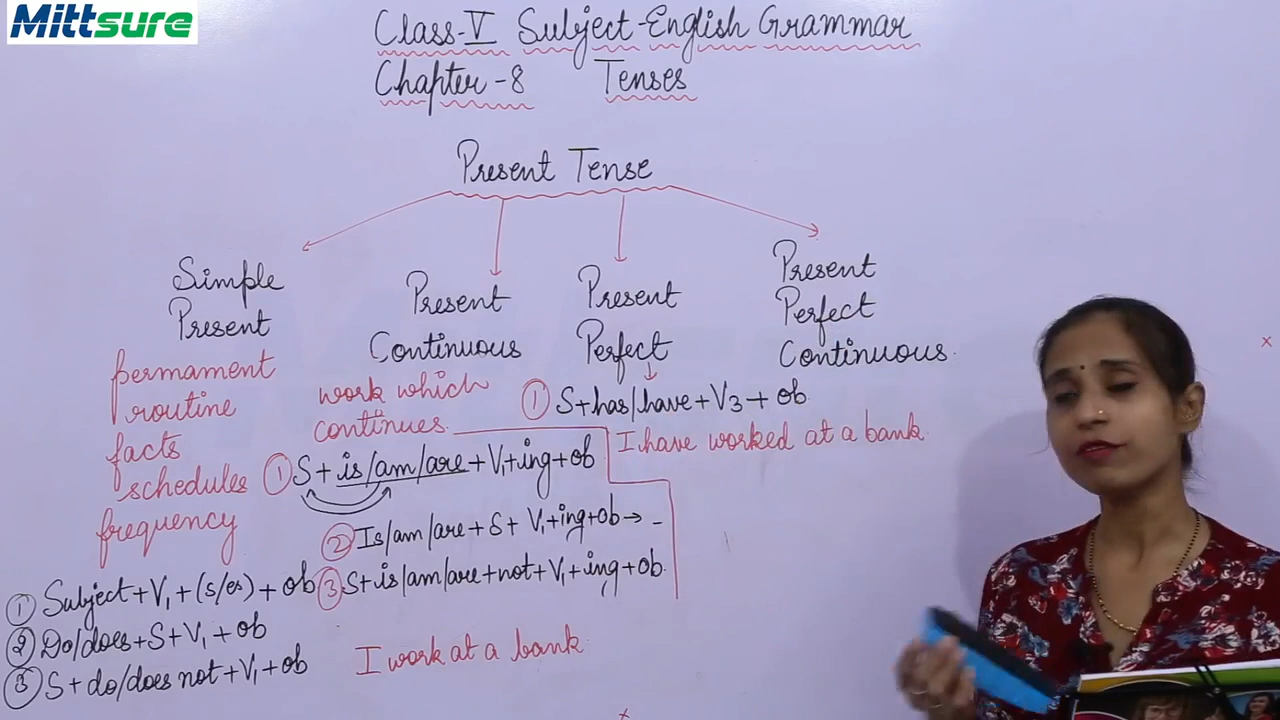 Mittsure
Class-V Subject-English Grammar
Chapter-8 Tenses
Present Tense
Simple
Present
permament
routine
facts
schedules
frequency
① Subject+V1+(s/es)+ob
② Do/does+S+V1+ob
③ S+do/does not+V1+ob
Present
Continuous
work which
continues.
① S+is/am/are+V1+ing+ob
② Is/am/are+S+V1+ing+ob→ -
③ S+is/am/are+not+V1+ing+ob.
I work at a bank.
Present
Perfect
① S+has/have+V3+ob.
I have worked at a bank.
Present
Perfect
Continuous.